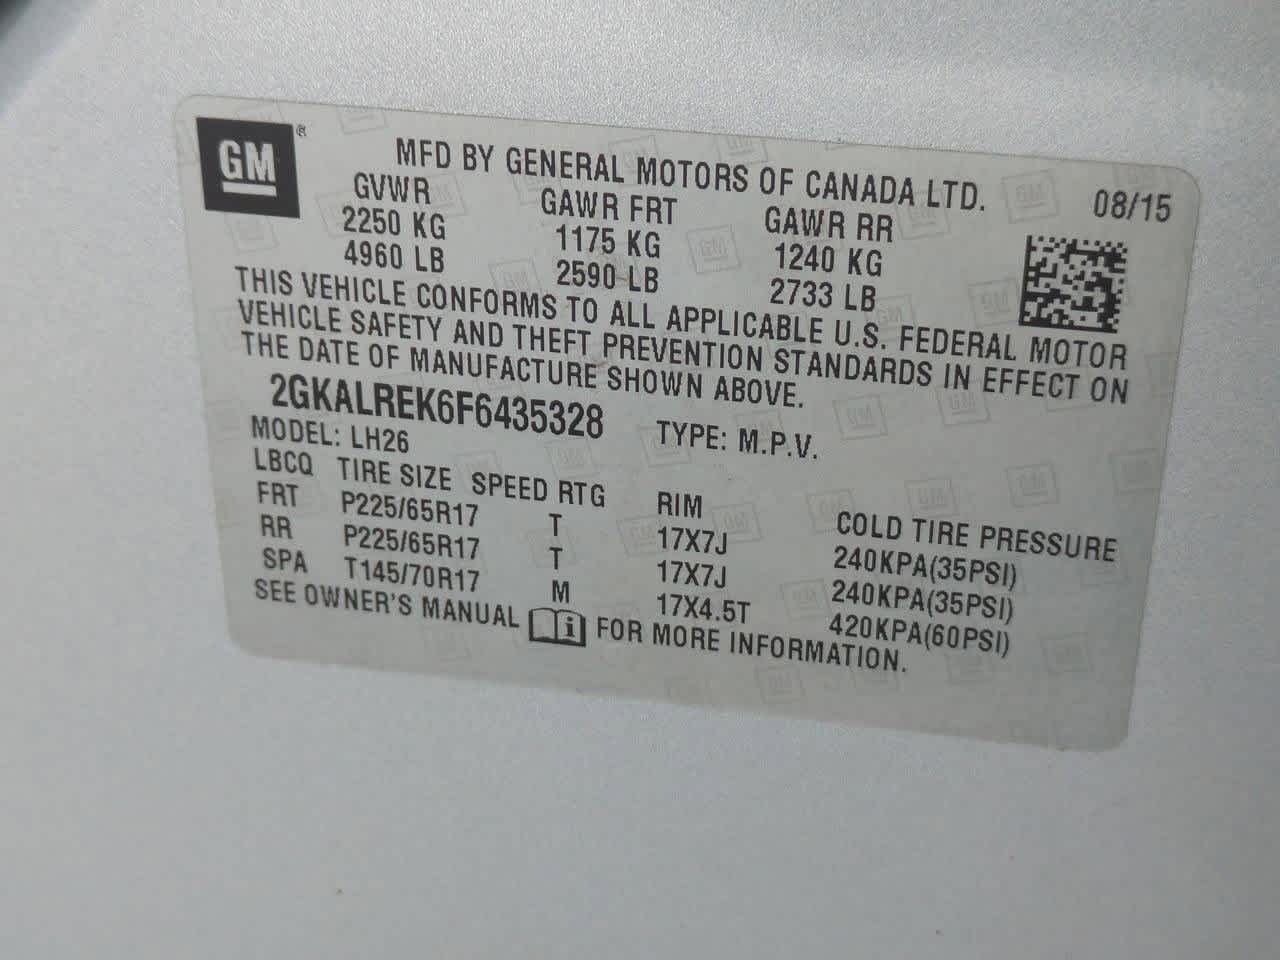 GM®
MFD BY GENERAL MOTORS OF CANADA LTD. 08/15
GVWR GAWR FRT GAWR RR
2250 KG 1175 KG 1240 KG
4960 LB 2590 LB 2733 LB
THIS VEHICLE CONFORMS TO ALL APPLICABLE U.S. FEDERAL MOTOR
VEHICLE SAFETY AND THEFT PREVENTION STANDARDS IN EFFECT ON
THE DATE OF MANUFACTURE SHOWN ABOVE.
2GKALREK6F6435328 TYPE: M.P.V.
MODEL: LH26
LBCQ TIRE SIZE SPEED RTG RIM COLD TIRE PRESSURE
FRT P225/65R17 T 17X7J 240KPA(35PSI)
RR P225/65R17 T 17X7J 240KPA(35PSI)
SPA T145/70R17 M 17X4.5T 420KPA(60PSI)
SEE OWNER'S MANUAL i FOR MORE INFORMATION.